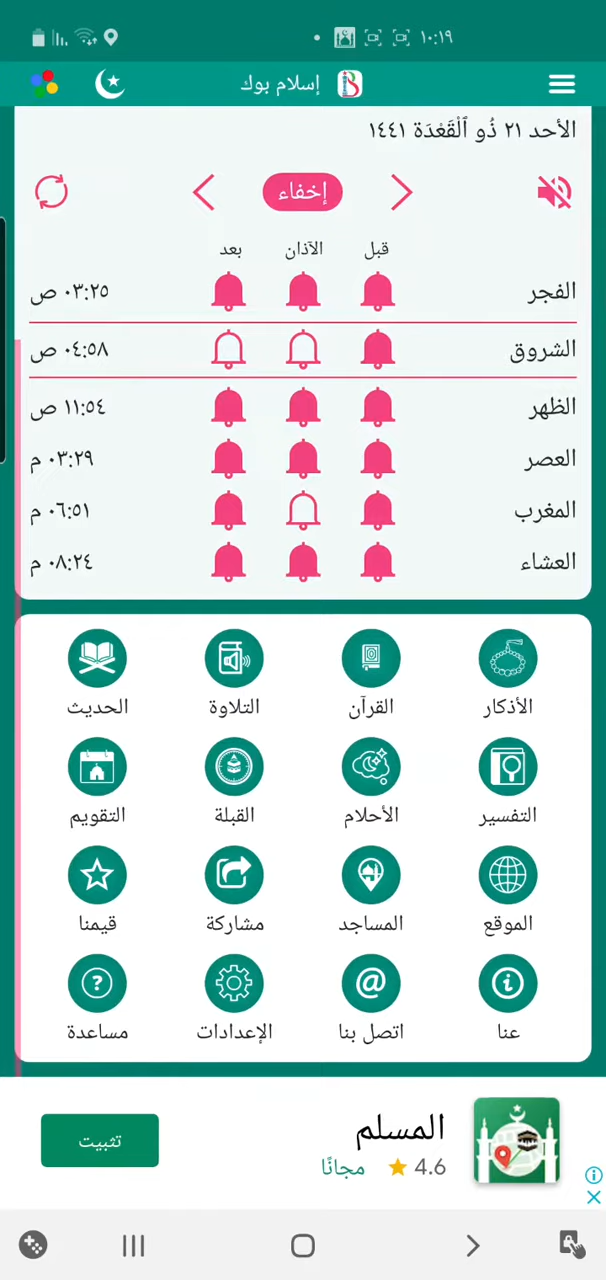 ١٠:١٩
إسلام بوك
الأحد ٢١ ذُو ٱلْقَعْدَة ١٤٤١
إخفاء
قبل الآذان بعد
الفجر ٠٣:٢٥ ص
الشروق ٠٤:٥٨ ص
الظهر ١١:٥٤ ص
العصر ٠٣:٢٩ م
المغرب ٠٦:٥١ م
العشاء ٠٨:٢٤ م
الأذكار القرآن التلاوة الحديث
التفسير الأحلام القبلة التقويم
الموقع المساجد مشاركة قيمنا
عنا اتصل بنا الإعدادات مساعدة
المسلم
4.6 مجانًا
تثبيت